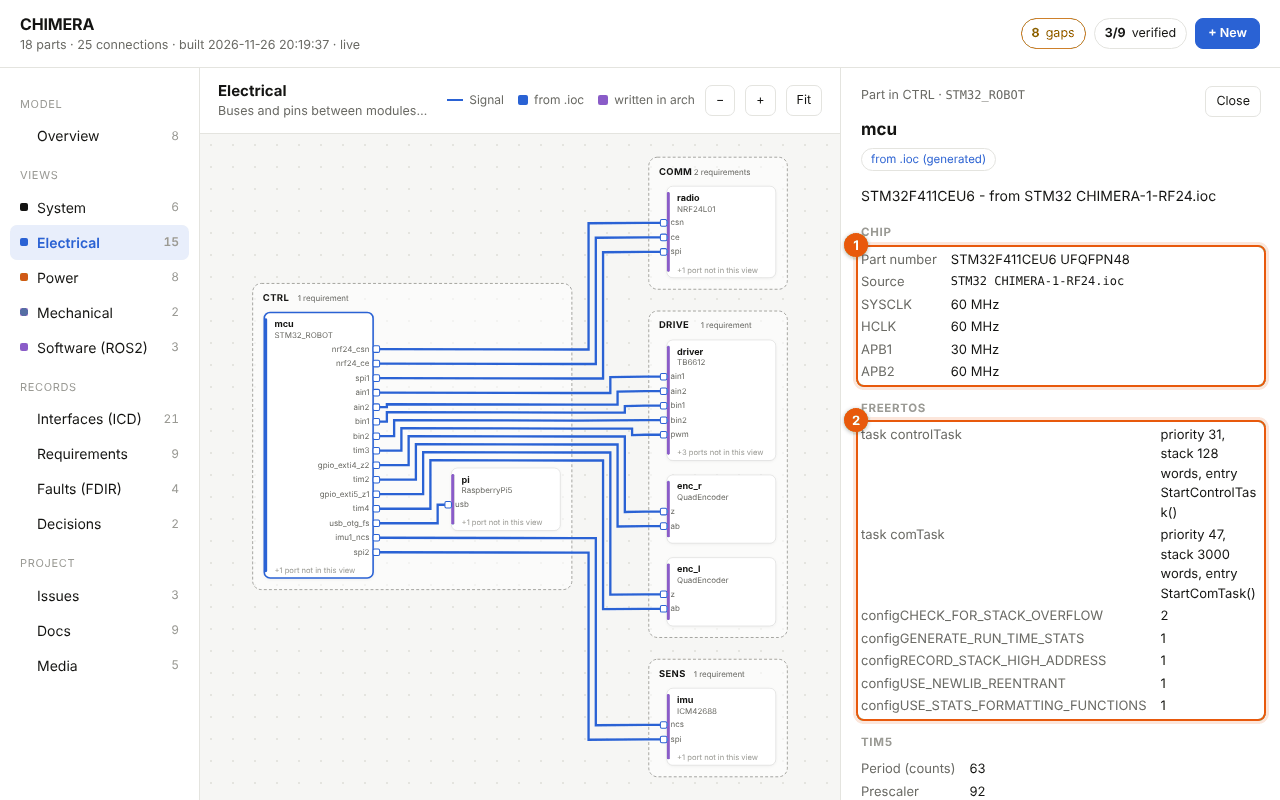 CHIMERA
18 parts · 25 connections · built 2026-11-26 20:19:37 · live
8 gaps
3/9 verified
+ New
MODEL
Overview 8
VIEWS
System 6
Electrical 15
Power 8
Mechanical 2
Software (ROS2) 3
RECORDS
Interfaces (ICD) 21
Requirements 9
Faults (FDIR) 4
Decisions 2
PROJECT
Issues 3
Docs 9
Media 5
Electrical
Buses and pins between modules...
Signal
from .ioc
written in arch
−
+
Fit
CTRL 1 requirement
mcu
STM32_ROBOT
nrf24_csn
nrf24_ce
spi1
ain1
ain2
bin1
bin2
tim3
gpio_exti4_z2
tim2
gpio_exti5_z1
tim4
usb_otg_fs
imu1_ncs
spi2
+1 port not in this view
pi
RaspberryPi5
usb
+1 port not in this view
COMM 2 requirements
radio
NRF24L01
csn
ce
spi
+1 port not in this view
DRIVE 1 requirement
driver
TB6612
ain1
ain2
bin1
bin2
pwm
+3 ports not in this view
enc_r
QuadEncoder
z
ab
enc_l
QuadEncoder
z
ab
SENS 1 requirement
imu
ICM42688
ncs
spi
+1 port not in this view
Part in CTRL · STM32_ROBOT
Close
mcu
from .ioc (generated)
STM32F411CEU6 - from STM32 CHIMERA-1-RF24.ioc
CHIP
1
Part number STM32F411CEU6 UFQFPN48
Source STM32 CHIMERA-1-RF24.ioc
SYSCLK 60 MHz
HCLK 60 MHz
APB1 30 MHz
APB2 60 MHz
FREERTOS
2
task controlTask priority 31,
stack 128
words, entry
StartControlTas
k()
task comTask priority 47,
stack 3000
words, entry
StartComTask()
configCHECK_FOR_STACK_OVERFLOW 2
configGENERATE_RUN_TIME_STATS 1
configRECORD_STACK_HIGH_ADDRESS 1
configUSE_NEWLIB_REENTRANT 1
configUSE_STATS_FORMATTING_FUNCTIONS 1
TIM5
Period (counts) 63
Prescaler 92